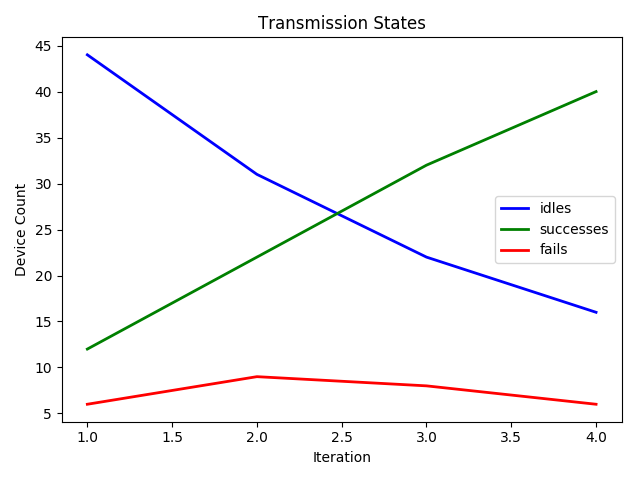 Transmission States
45
40
35
30
25
20
15
10
5
Device Count
idles
successes
fails
1.0 1.5 2.0 2.5 3.0 3.5 4.0
Iteration